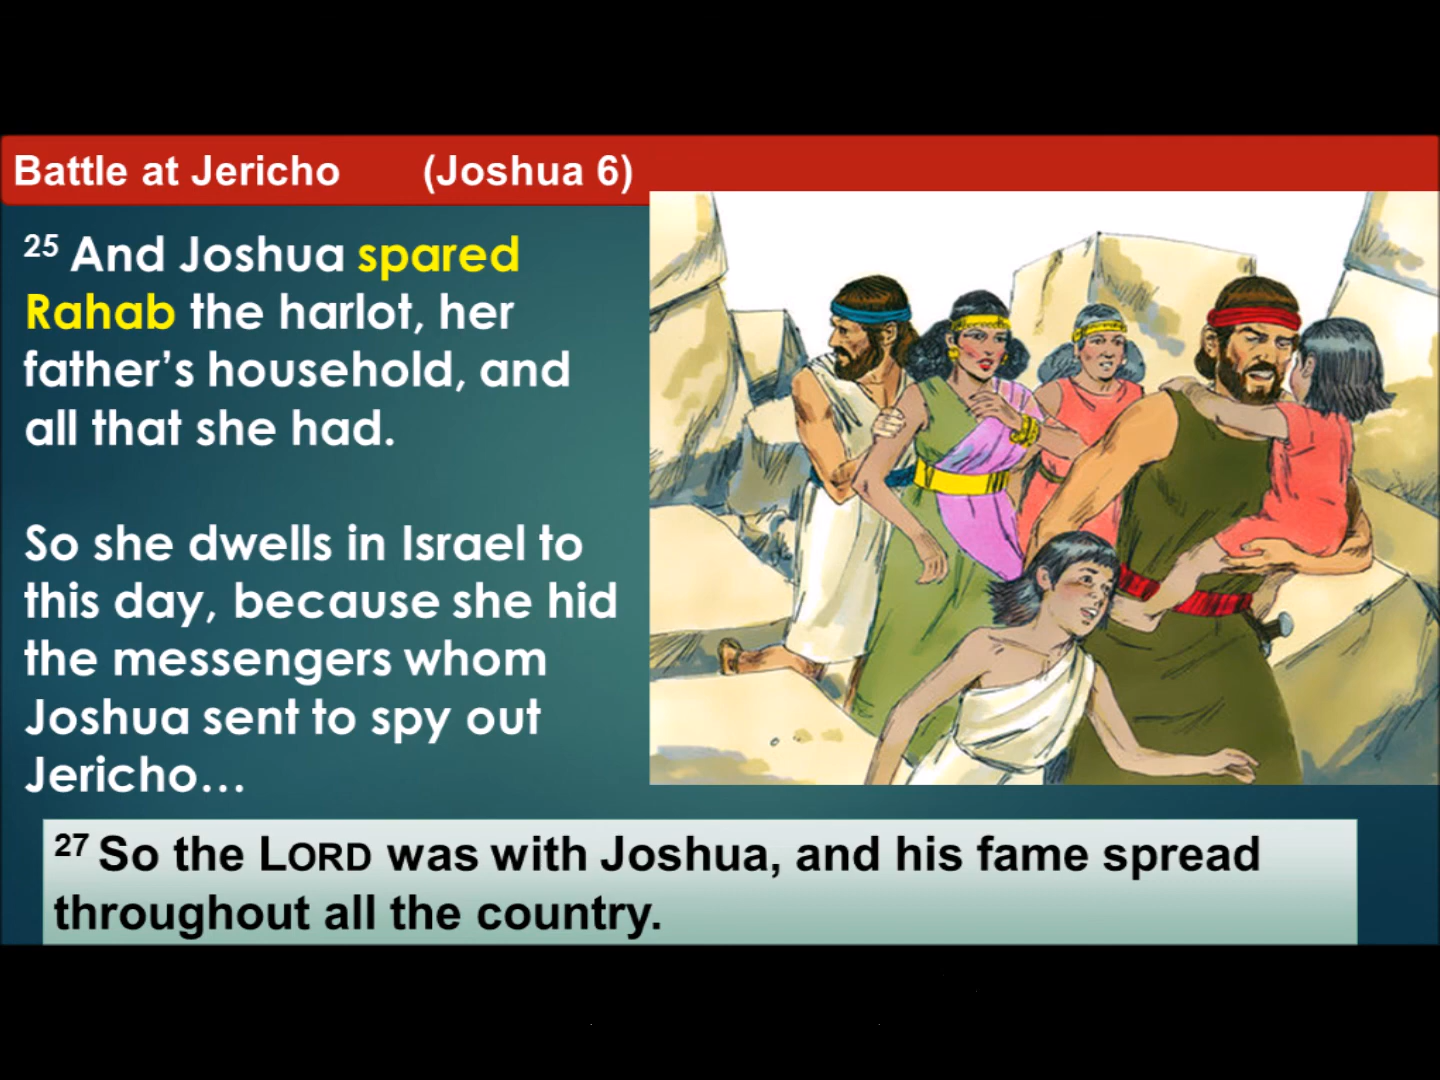 Battle at Jericho (Joshua 6)
25 And Joshua spared
Rahab the harlot, her
father’s household, and
all that she had.
So she dwells in Israel to
this day, because she hid
the messengers whom
Joshua sent to spy out
Jericho…
27 So the LORD was with Joshua, and his fame spread
throughout all the country.